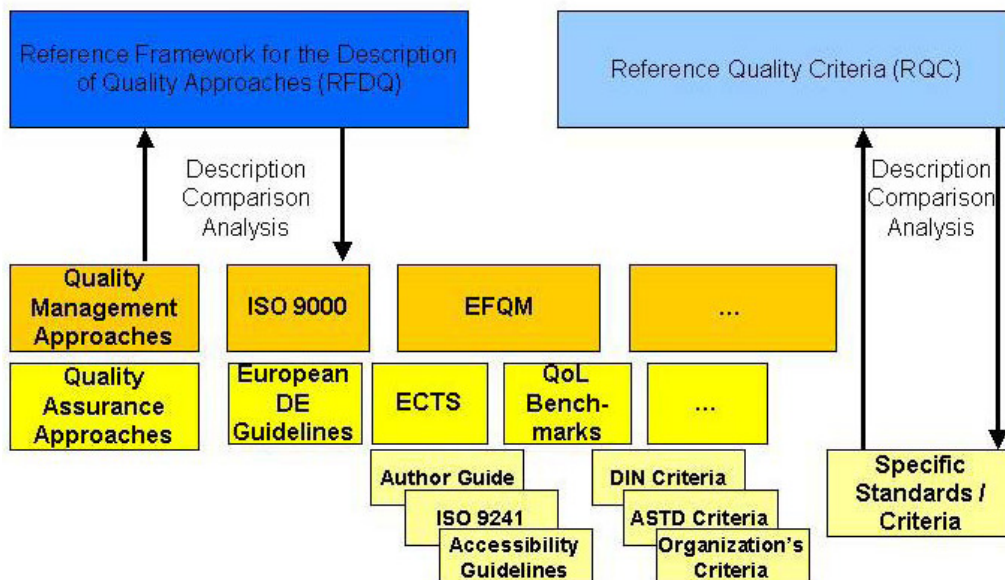 Reference Framework for the Description
of Quality Approaches (RFDQ)
Reference Quality Criteria (RQC)
Description
Comparison
Analysis
Description
Comparison
Analysis
Quality
Management
Approaches
ISO 9000
EFQM
...
Quality
Assurance
Approaches
European
DE
Guidelines
ECTS
QoL
Bench-
marks
...
Author Guide
ISO 9241
Accessibility
Guidelines
DIN Criteria
ASTD Criteria
Organization's
Criteria
Specific
Standards /
Criteria